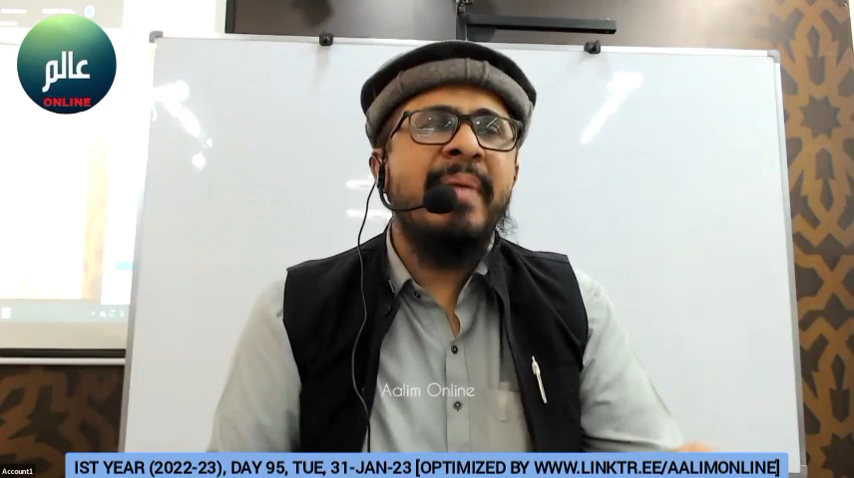 عالم
ONLINE
Aalim Online
Account1
IST YEAR (2022-23), DAY 95, TUE, 31-JAN-23 [OPTIMIZED BY WWW.LINKTR.EE/AALIMONLINE]